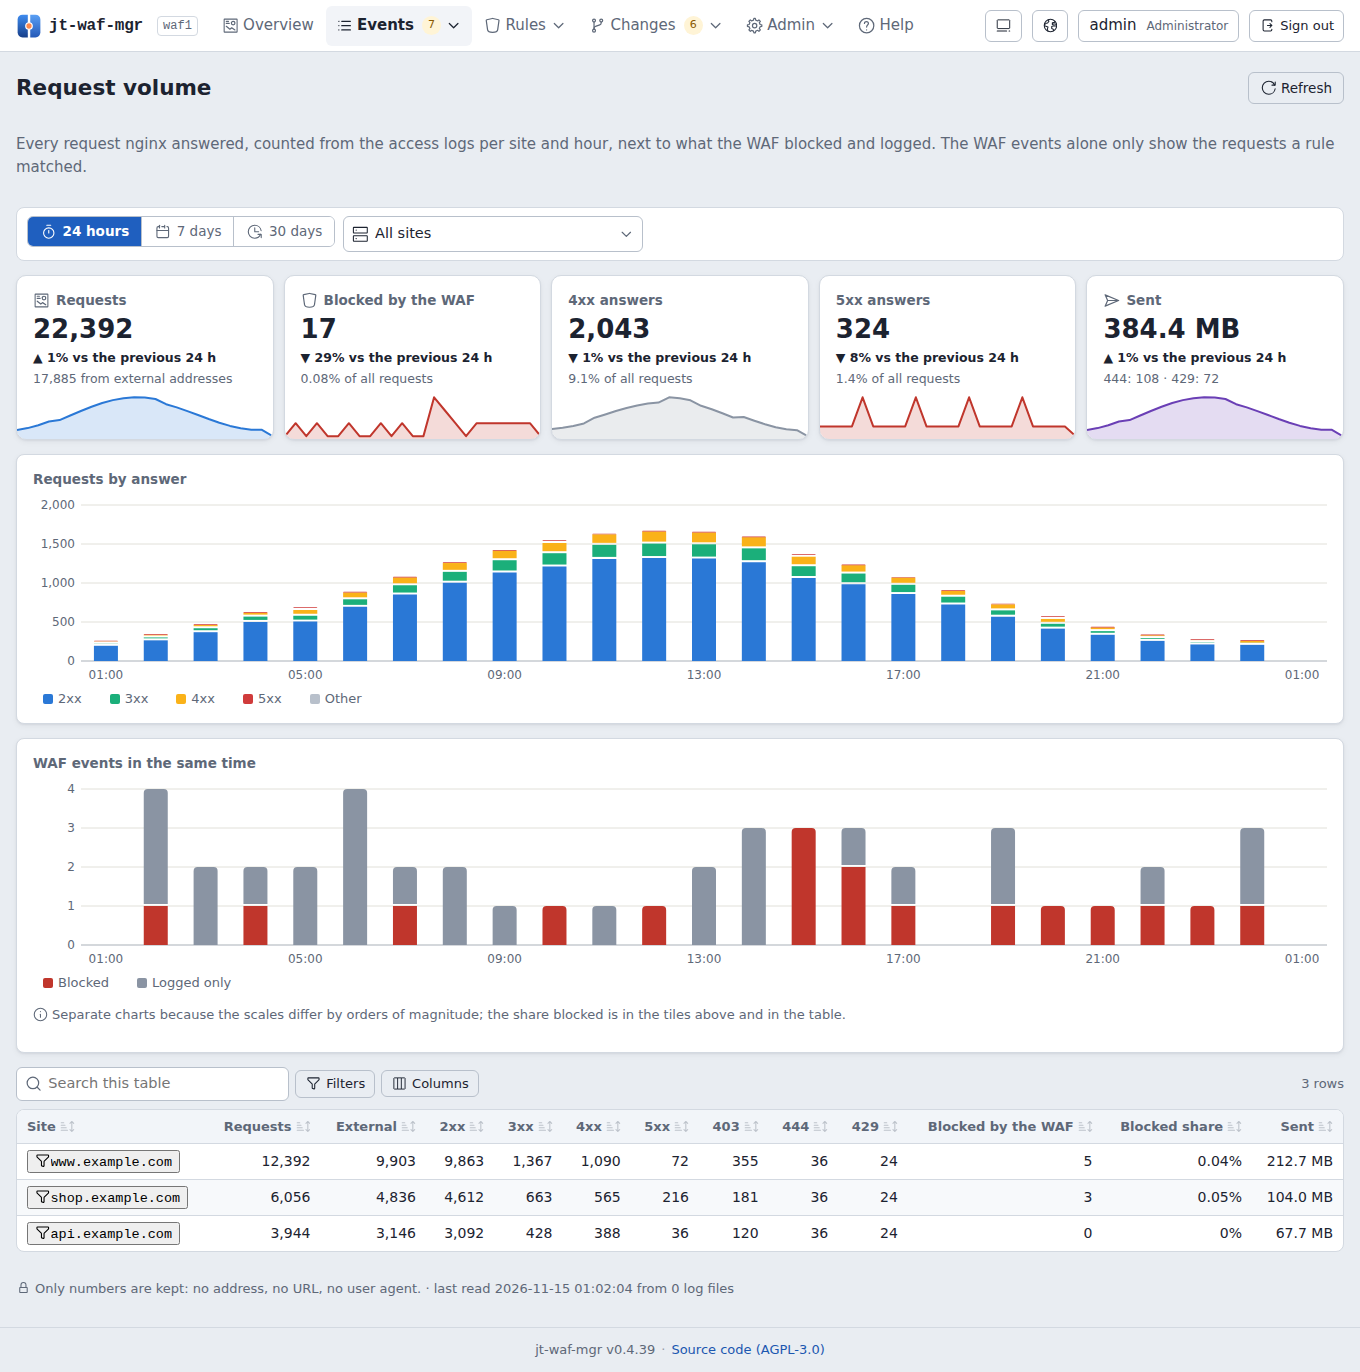 jt-waf-mgr waf1 Overview Events 7 Rules Changes 6 Admin Help admin Administrator Sign out
Request volume Refresh
Every request nginx answered, counted from the access logs per site and hour, next to what the WAF blocked and logged. The WAF events alone only show the requests a rule
matched.
24 hours 7 days 30 days All sites
Requests
22,392
▲ 1% vs the previous 24 h
17,885 from external addresses
Blocked by the WAF
17
▼ 29% vs the previous 24 h
0.08% of all requests
4xx answers
2,043
▼ 1% vs the previous 24 h
9.1% of all requests
5xx answers
324
▼ 8% vs the previous 24 h
1.4% of all requests
Sent
384.4 MB
▲ 1% vs the previous 24 h
444: 108 · 429: 72
Requests by answer
2,000
1,500
1,000
500
0
01:00 05:00 09:00 13:00 17:00 21:00 01:00
2xx 3xx 4xx 5xx Other
WAF events in the same time
4
3
2
1
0
01:00 05:00 09:00 13:00 17:00 21:00 01:00
Blocked Logged only
Separate charts because the scales differ by orders of magnitude; the share blocked is in the tiles above and in the table.
Search this table Filters Columns 3 rows
Site Requests External 2xx 3xx 4xx 5xx 403 444 429 Blocked by the WAF Blocked share Sent
www.example.com 12,392 9,903 9,863 1,367 1,090 72 355 36 24 5 0.04% 212.7 MB
shop.example.com 6,056 4,836 4,612 663 565 216 181 36 24 3 0.05% 104.0 MB
api.example.com 3,944 3,146 3,092 428 388 36 120 36 24 0 0% 67.7 MB
Only numbers are kept: no address, no URL, no user agent. · last read 2026-11-15 01:02:04 from 0 log files
jt-waf-mgr v0.4.39 · Source code (AGPL-3.0)